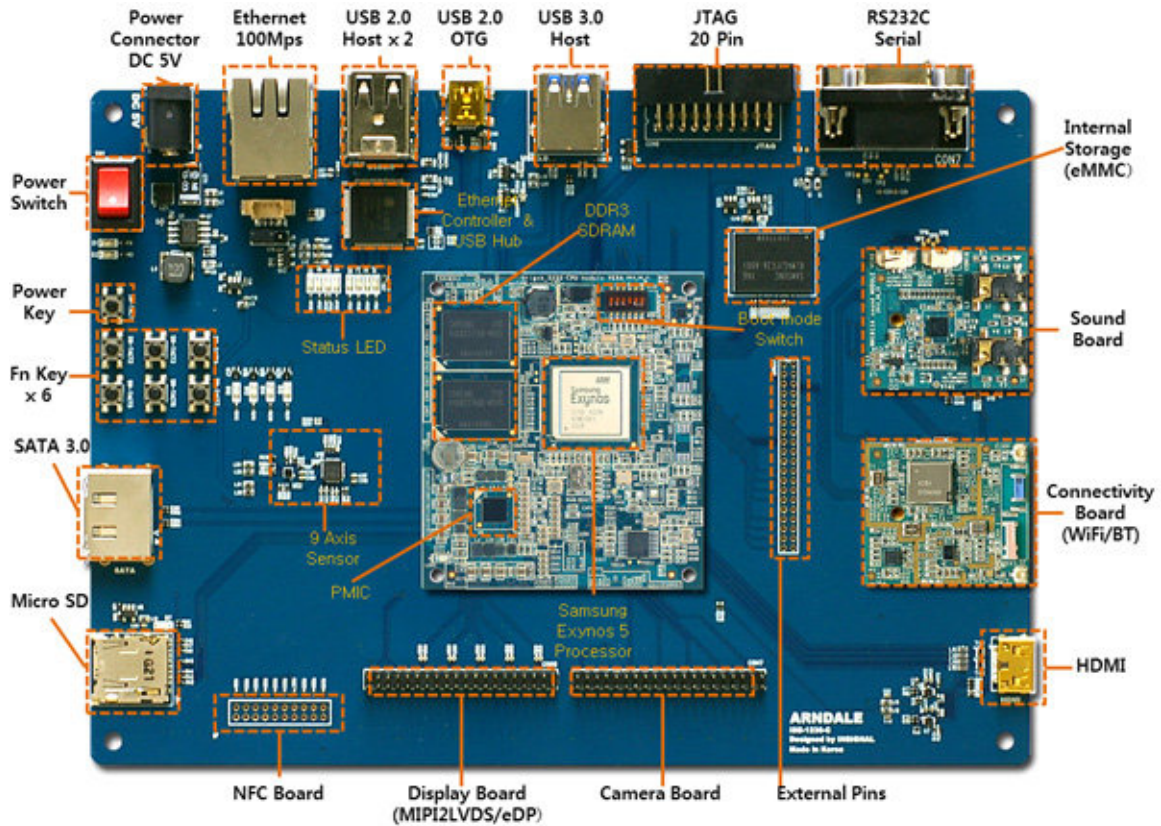 Power
Connector
DC 5V
Ethernet
100Mps
USB 2.0
Host x 2
USB 2.0
OTG
USB 3.0
Host
JTAG
20 Pin
RS232C
Serial
DC 5V
JTAG
CON7
Internal
Storage
(eMMC)
Power
Switch
Ethernet
Controller &
USB Hub
DDR3
SDRAM
Power
Key
Status LED
Boot mode
Switch
Sound
Board
Fn Key
x 6
Samsung
Exynos
SATA 3.0
9 Axis
Sensor
PMIC
Connectivity
Board
(WiFi/BT)
SATA
Micro SD
Samsung
Exynos 5
Processor
HDMI
ARNDALE
Designed by INSIGNAL
Made in Korea
NFC Board
Display Board
(MIPI2LVDS/eDP)
Camera Board
External Pins